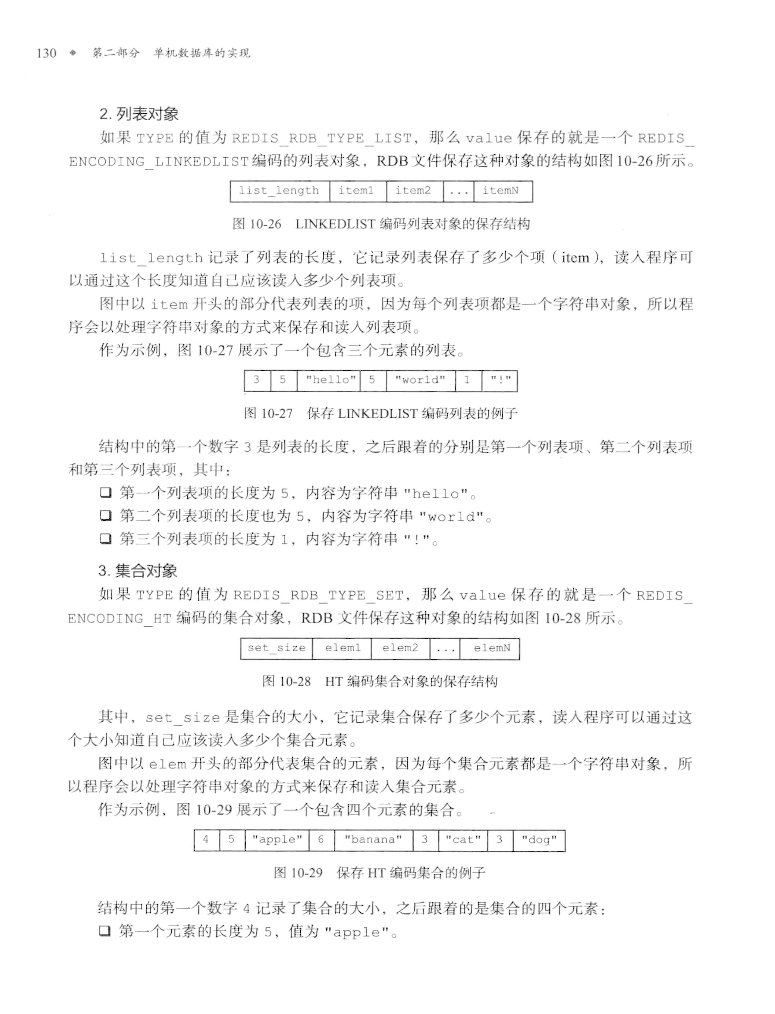 130 ◆ 第二部分 单机数据库的实现
2. 列表对象
如果 TYPE 的值为 REDIS_RDB_TYPE_LIST，那么 value 保存的就是一个 REDIS_
ENCODING_LINKEDLIST 编码的列表对象，RDB 文件保存这种对象的结构如图 10-26 所示。
list_length item1 item2 ... itemN
图 10-26 LINKEDLIST 编码列表对象的保存结构
list_length 记录了列表的长度，它记录列表保存了多少个项（item），读入程序可
以通过这个长度知道自己应该读入多少个列表项。
图中以 item 开头的部分代表列表的项，因为每个列表项都是一个字符串对象，所以程
序会以处理字符串对象的方式来保存和读入列表项。
作为示例，图 10-27 展示了一个包含三个元素的列表。
3 5 "hello" 5 "world" 1 "!"
图 10-27 保存 LINKEDLIST 编码列表的例子
结构中的第一个数字 3 是列表的长度，之后跟着的分别是第一个列表项、第二个列表项
和第三个列表项，其中：
❑ 第一个列表项的长度为 5，内容为字符串 "hello"。
❑ 第二个列表项的长度也为 5，内容为字符串 "world"。
❑ 第三个列表项的长度为 1，内容为字符串 "!"。
3. 集合对象
如果 TYPE 的值为 REDIS_RDB_TYPE_SET，那么 value 保存的就是一个 REDIS_
ENCODING_HT 编码的集合对象，RDB 文件保存这种对象的结构如图 10-28 所示。
set_size elem1 elem2 ... elemN
图 10-28 HT 编码集合对象的保存结构
其中，set_size 是集合的大小，它记录集合保存了多少个元素，读入程序可以通过这
个大小知道自己应该读入多少个集合元素。
图中以 elem 开头的部分代表集合的元素，因为每个集合元素都是一个字符串对象，所
以程序会以处理字符串对象的方式来保存和读入集合元素。
作为示例，图 10-29 展示了一个包含四个元素的集合。
4 5 "apple" 6 "banana" 3 "cat" 3 "dog"
图 10-29 保存 HT 编码集合的例子
结构中的第一个数字 4 记录了集合的大小，之后跟着的是集合的四个元素：
❑ 第一个元素的长度为 5，值为 "apple"。